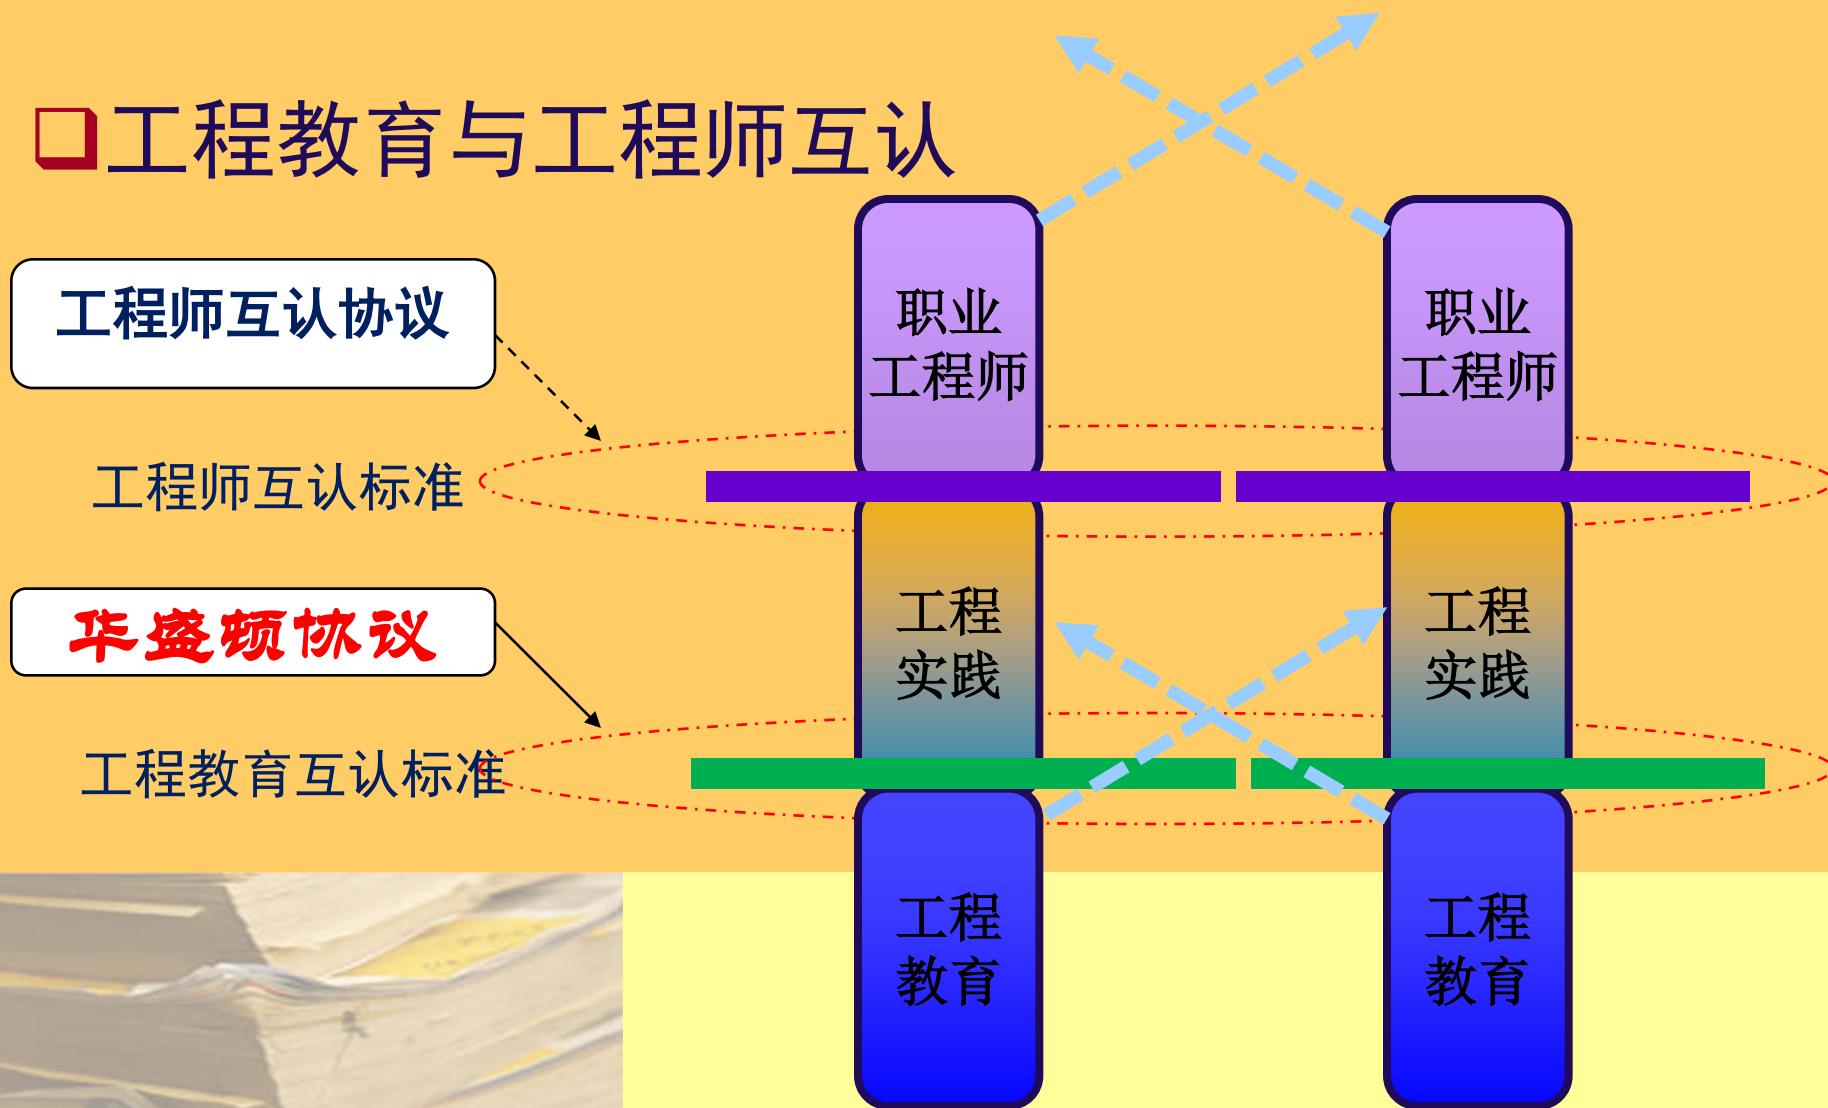 工程教育与工程师互认
工程师互认协议
职业
工程师
职业
工程师
工程师互认标准
华盛顿协议
工程
实践
工程
实践
工程教育互认标准
工程
教育
工程
教育